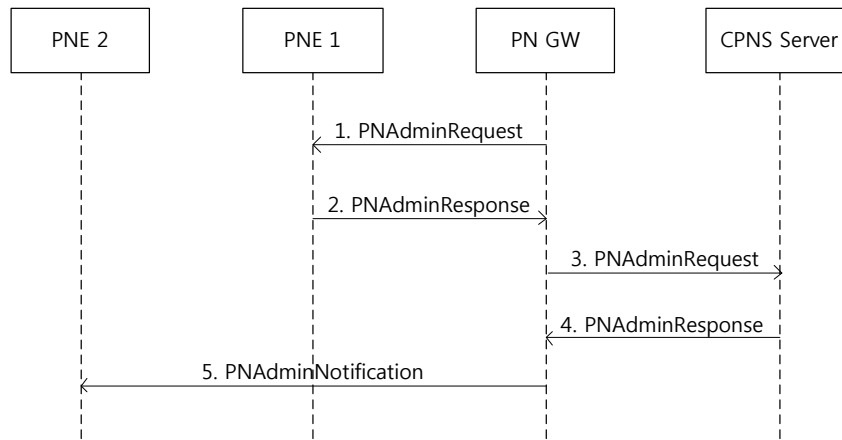 PNE 2
PNE 1
PN GW
CPNS Server
1. PNAdminRequest
2. PNAdminResponse
3. PNAdminRequest
4. PNAdminResponse
5. PNAdminNotification